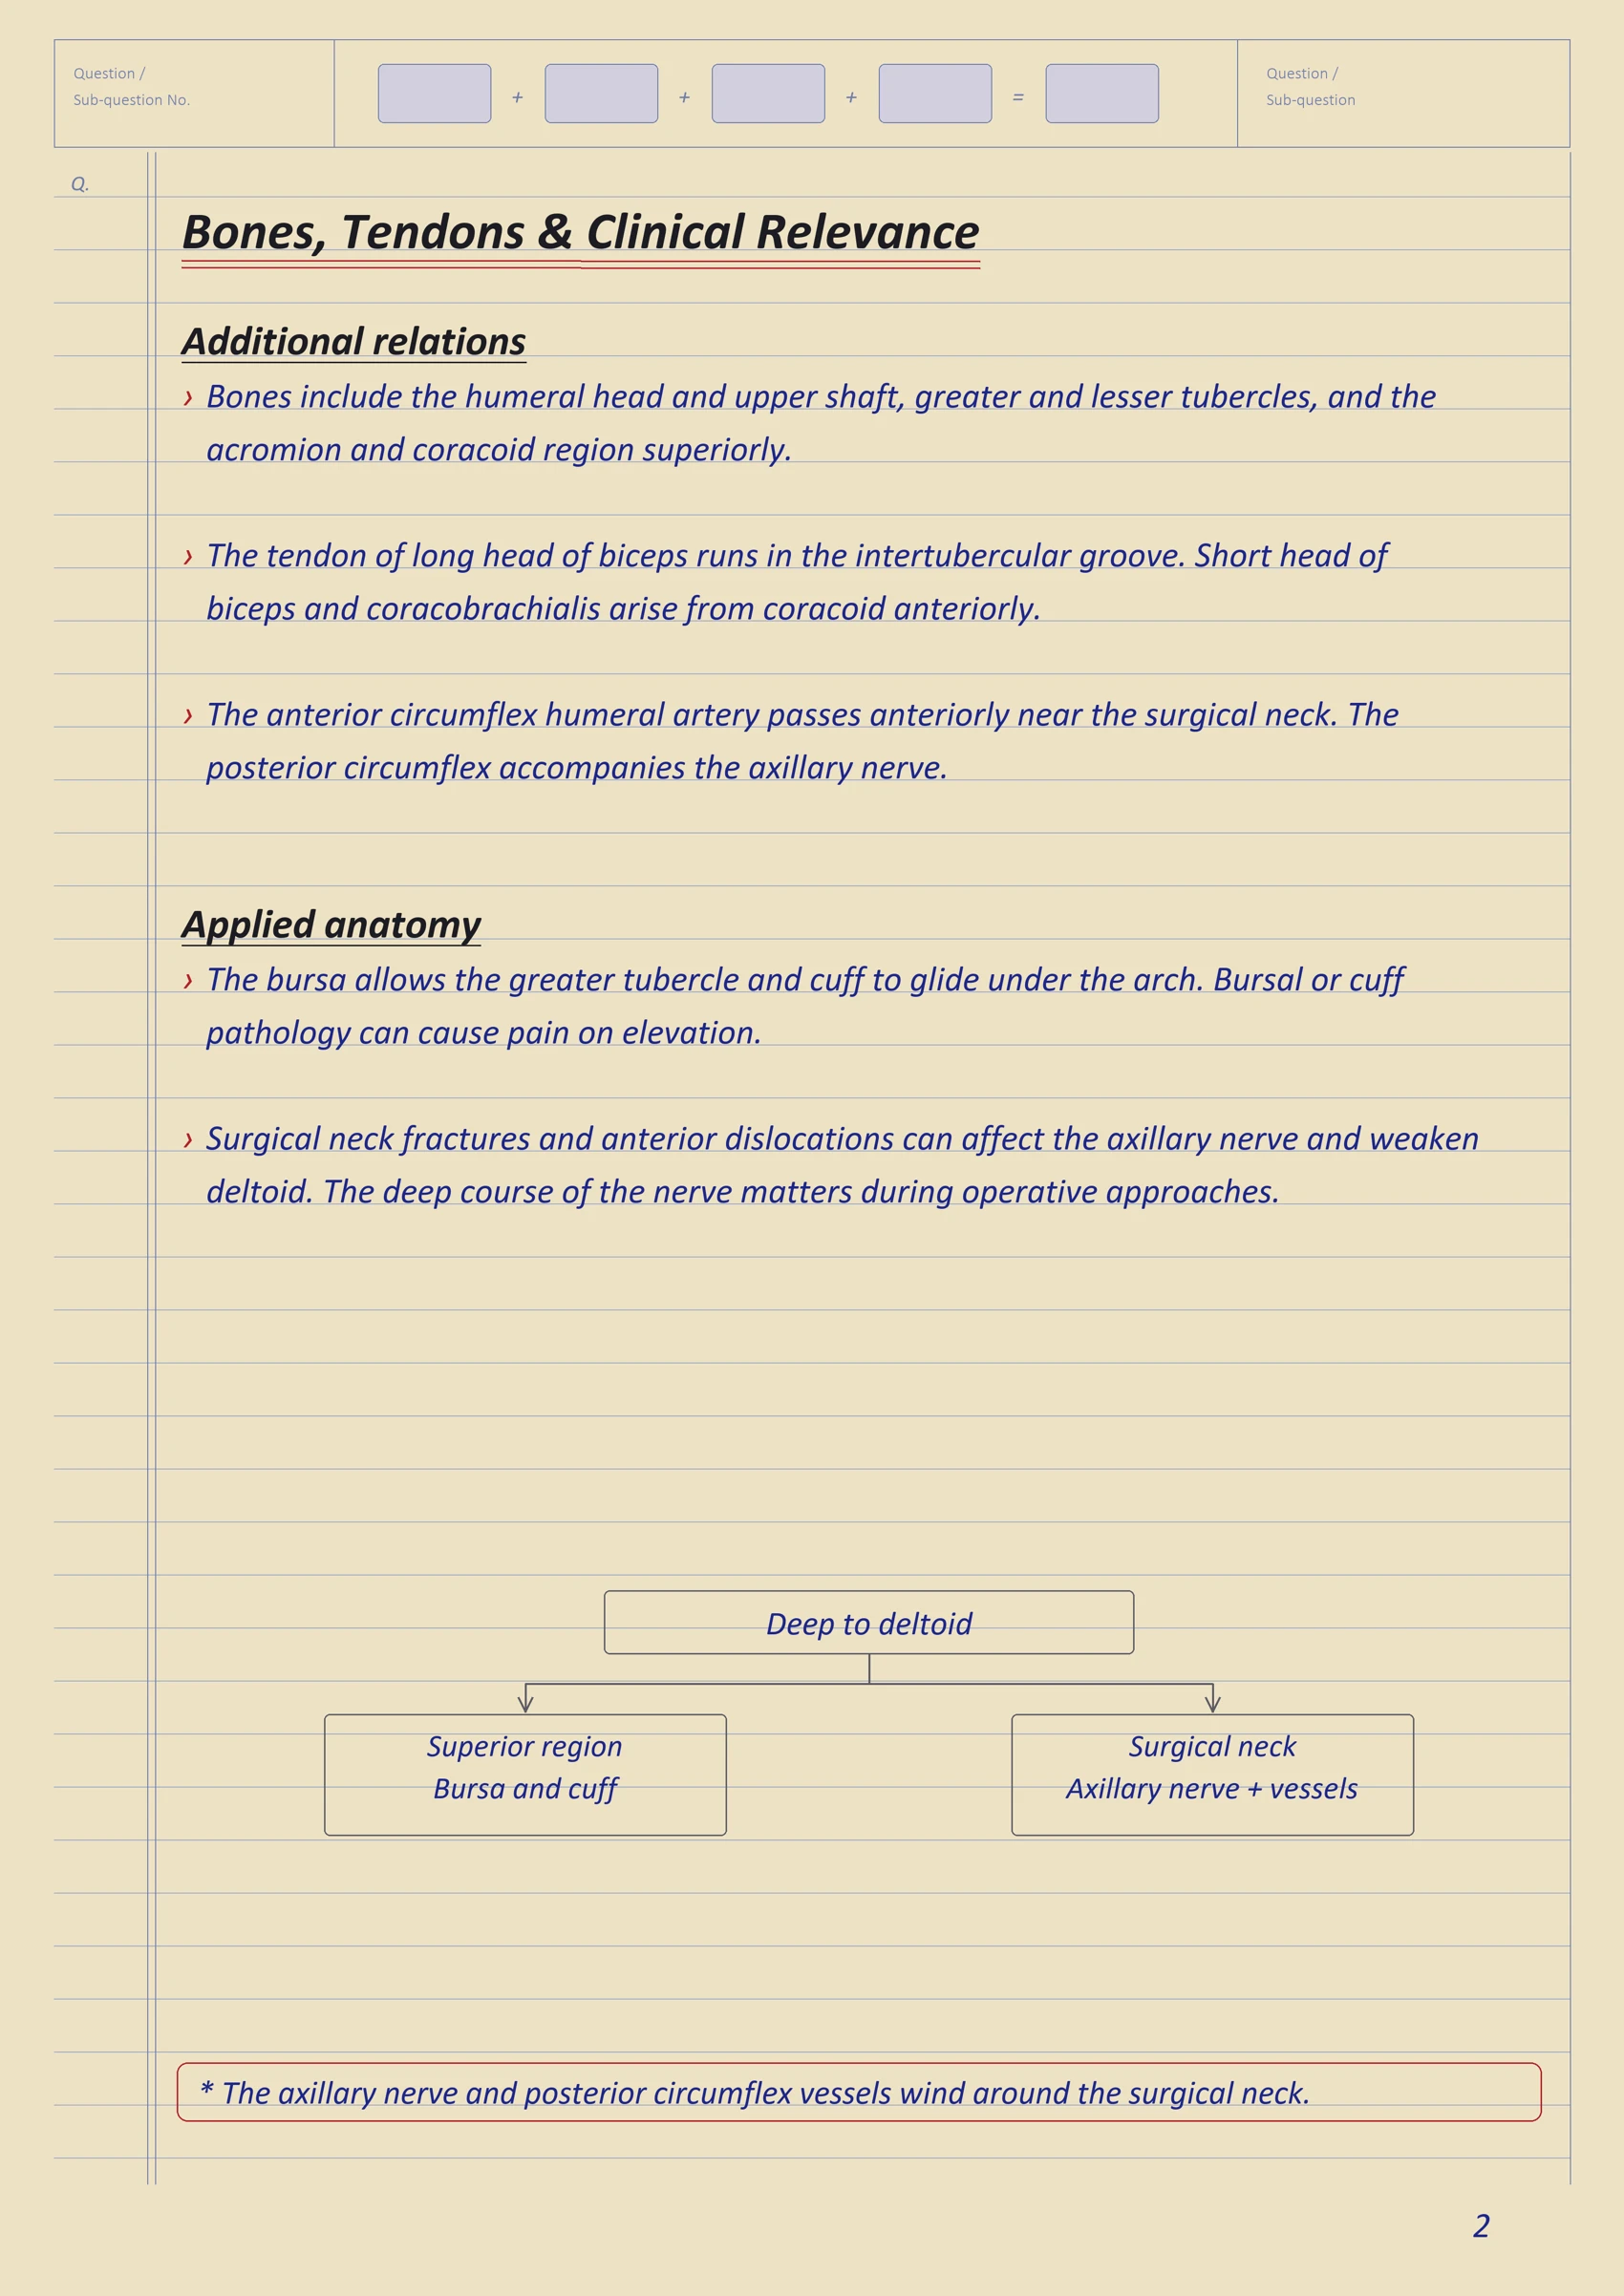 Question /
Sub-question No.
+ + + =
Question /
Sub-question
Q.
Bones, Tendons & Clinical Relevance
Additional relations
› Bones include the humeral head and upper shaft, greater and lesser tubercles, and the
acromion and coracoid region superiorly.
› The tendon of long head of biceps runs in the intertubercular groove. Short head of
biceps and coracobrachialis arise from coracoid anteriorly.
› The anterior circumflex humeral artery passes anteriorly near the surgical neck. The
posterior circumflex accompanies the axillary nerve.
Applied anatomy
› The bursa allows the greater tubercle and cuff to glide under the arch. Bursal or cuff
pathology can cause pain on elevation.
› Surgical neck fractures and anterior dislocations can affect the axillary nerve and weaken
deltoid. The deep course of the nerve matters during operative approaches.
Deep to deltoid
Superior region
Bursa and cuff
Surgical neck
Axillary nerve + vessels
* The axillary nerve and posterior circumflex vessels wind around the surgical neck.
2